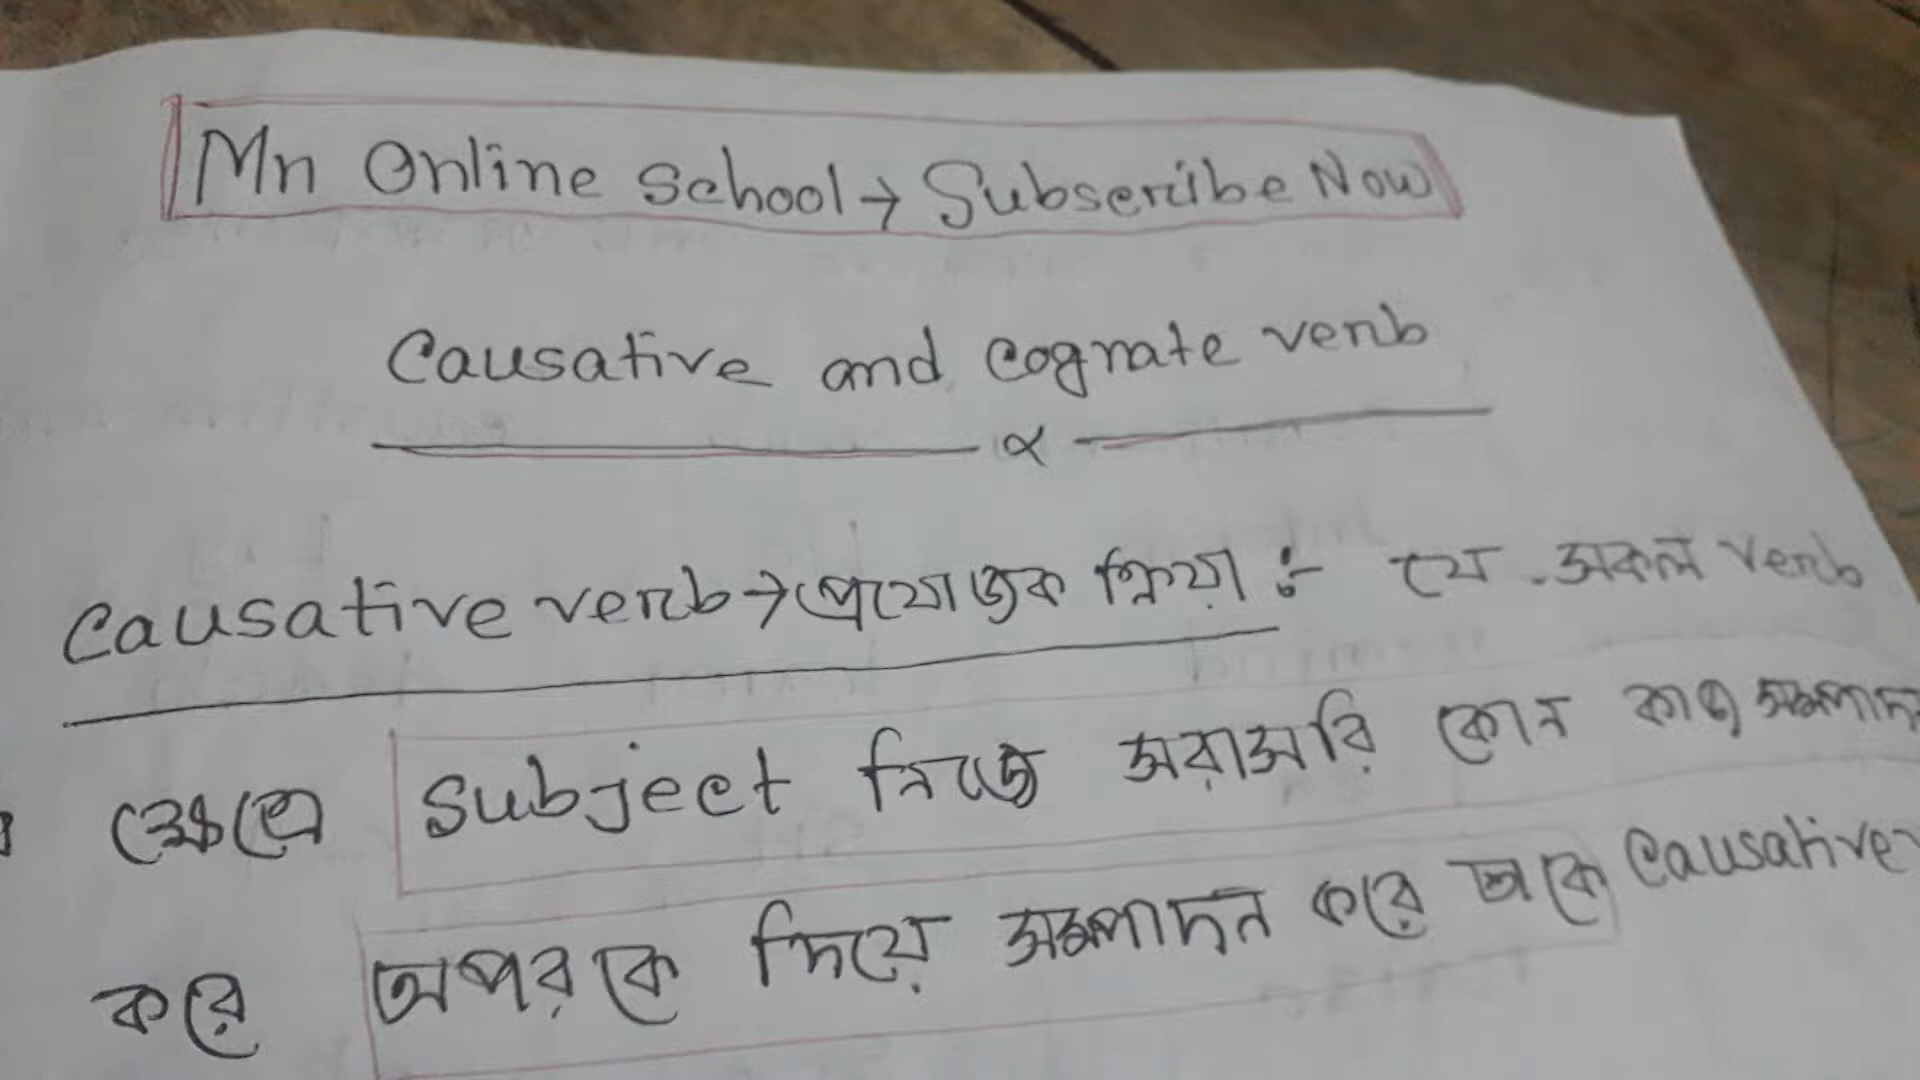 Mn Online School → Subscribe Now
Causative and Cognate verb
Causative verb → প্রযোজক ক্রিয়া :- যে সকল verb
ক্ষেত্রে Subject নিজে সরাসরি কোন কাজ সম্পাদন
করে অপরকে দিয়ে সম্পাদন করে তাকে Causative